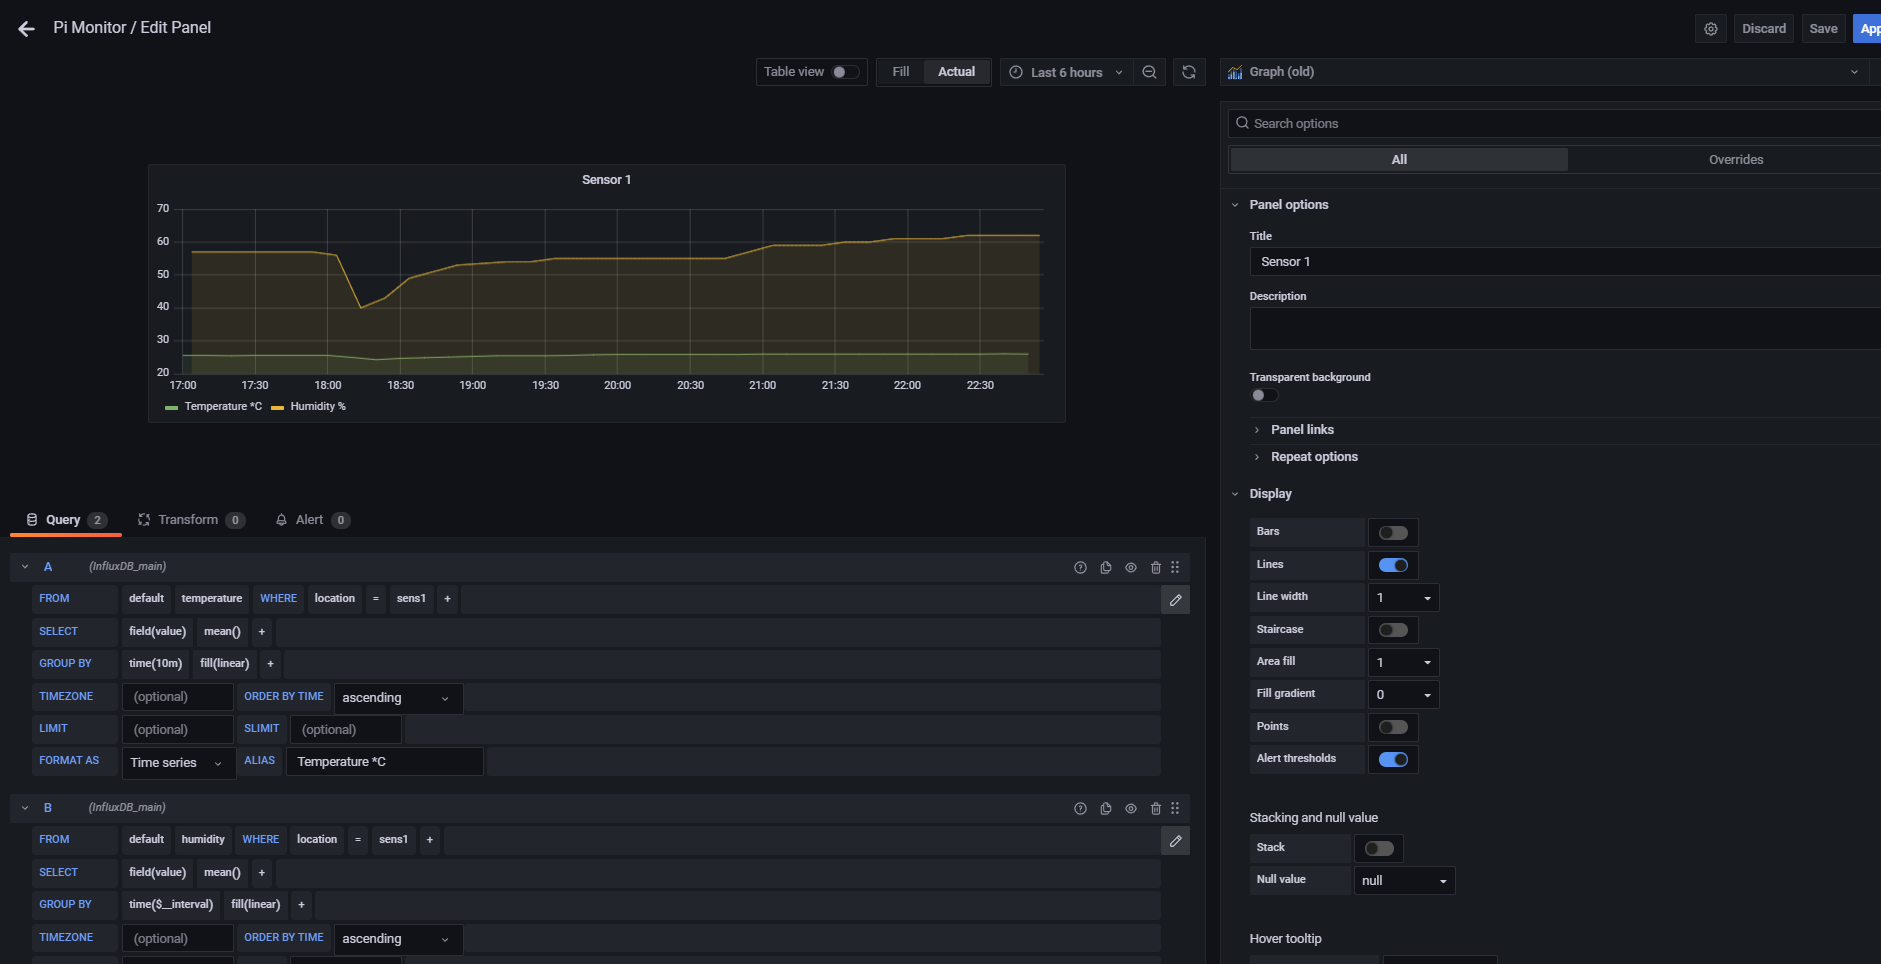 Pi Monitor / Edit Panel
Discard
Save
App
Table view
Fill
Actual
Last 6 hours
Graph (old)
Search options
All
Overrides
Sensor 1
70
60
50
40
30
20
17:00 17:30 18:00 18:30 19:00 19:30 20:00 20:30 21:00 21:30 22:00 22:30
Temperature *C Humidity %
Panel options
Title
Sensor 1
Description
Transparent background
Panel links
Repeat options
Display
Bars
Lines
Line width 1
Staircase
Area fill 1
Fill gradient 0
Points
Alert thresholds
Stacking and null value
Stack
Null value null
Hover tooltip
Query 2 Transform 0 Alert 0
A (InfluxDB_main)
FROM default temperature WHERE location = sens1 +
SELECT field(value) mean() +
GROUP BY time(10m) fill(linear) +
TIMEZONE (optional) ORDER BY TIME ascending
LIMIT (optional) SLIMIT (optional)
FORMAT AS Time series ALIAS Temperature *C
B (InfluxDB_main)
FROM default humidity WHERE location = sens1 +
SELECT field(value) mean() +
GROUP BY time($__interval) fill(linear) +
TIMEZONE (optional) ORDER BY TIME ascending